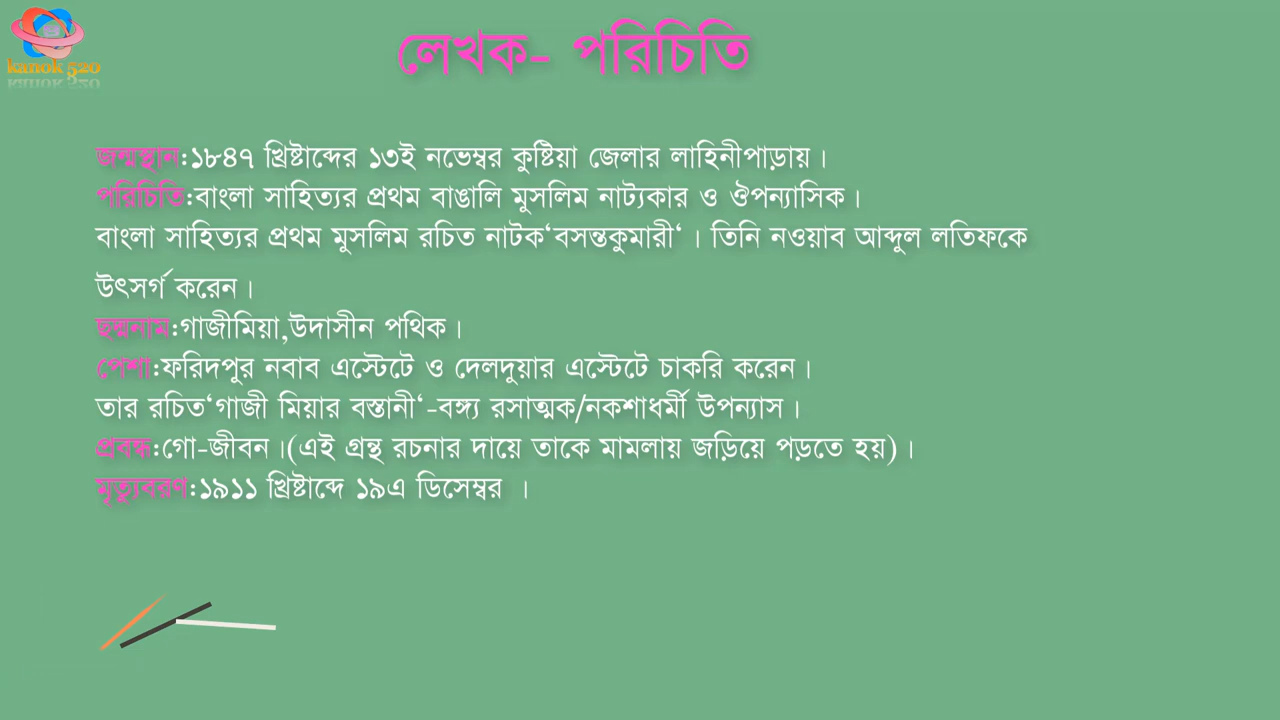 kanok 520
লেখক- পরিচিতি
জন্মস্থান:১৮৪৭ খ্রিষ্টাব্দের ১৩ই নভেম্বর কুষ্টিয়া জেলার লাহিনীপাড়ায়।
পরিচিতি:বাংলা সাহিত্যর প্রথম বাঙালি মুসলিম নাট্যকার ও ঔপন্যাসিক।
বাংলা সাহিত্যর প্রথম মুসলিম রচিত নাটক‘বসন্তকুমারী‘। তিনি নওয়াব আব্দুল লতিফকে
উৎসর্গ করেন।
ছদ্মনাম:গাজীমিয়া,উদাসীন পথিক।
পেশা:ফরিদপুর নবাব এস্টেটে ও দেলদুয়ার এস্টেটে চাকরি করেন।
তার রচিত‘গাজী মিয়ার বস্তানী‘-বঙ্গ্য রসাত্মক/নকশাধর্মী উপন্যাস।
প্রবন্ধ:গো-জীবন।(এই গ্রন্থ রচনার দায়ে তাকে মামলায় জড়িয়ে পড়তে হয়)।
মৃত্যুবরণ:১৯১১ খ্রিষ্টাব্দে ১৯এ ডিসেম্বর ।